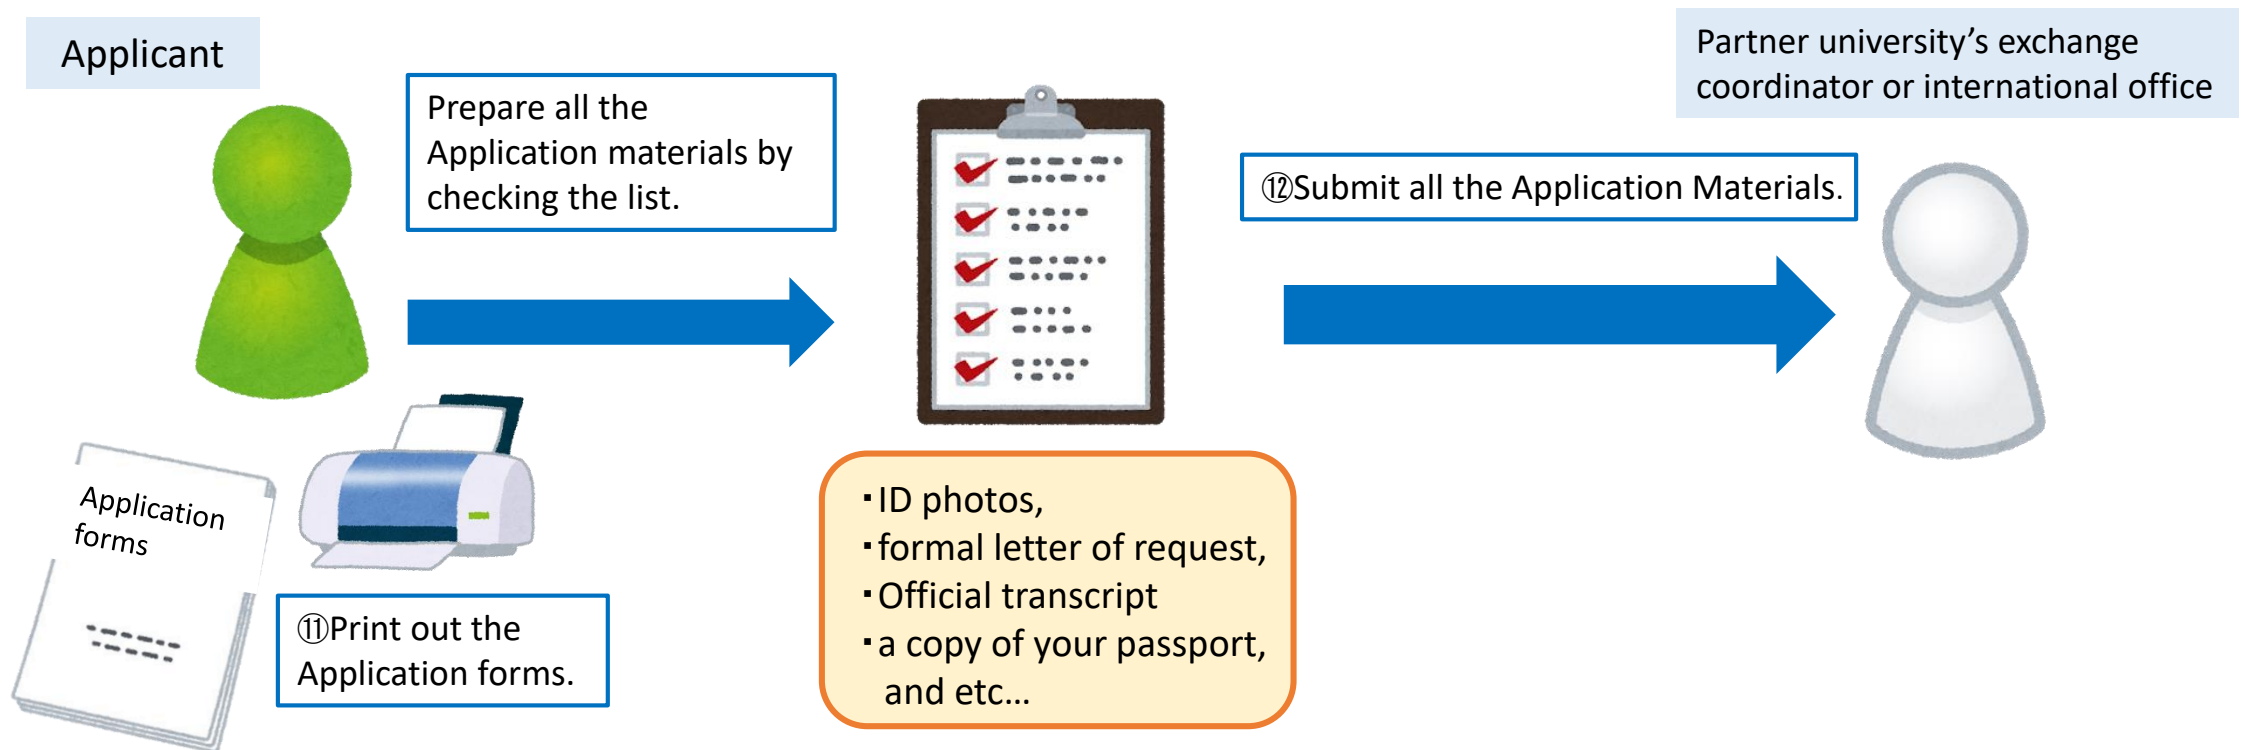 Applicant
Prepare all the
Application materials by
checking the list.
Partner university’s exchange
coordinator or international office
⑫Submit all the Application Materials.
Application
forms
⑪Print out the
Application forms.
・ID photos,
・formal letter of request,
・Official transcript
・a copy of your passport,
and etc...